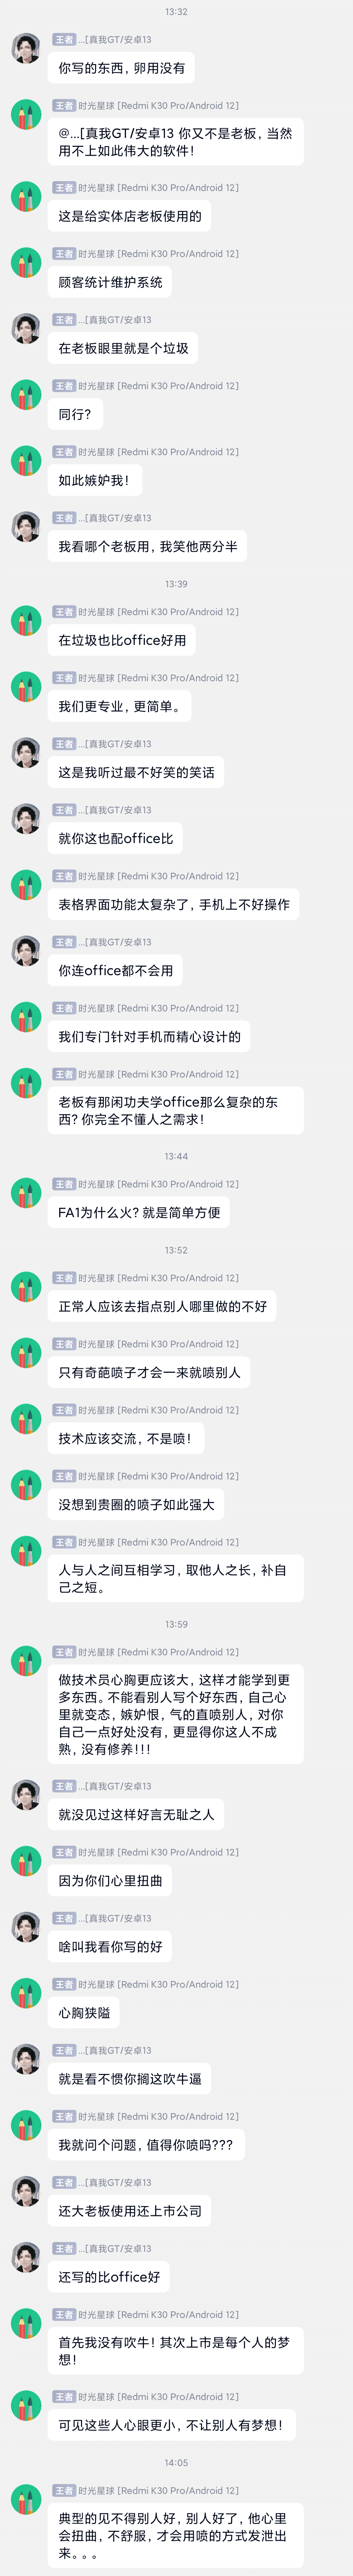 13:32
王者 ...[真我GT/安卓13
你写的东西，卵用没有
王者 时光星球 [Redmi K30 Pro/Android 12]
@...[真我GT/安卓13 你又不是老板，当然
用不上如此伟大的软件！
王者 时光星球 [Redmi K30 Pro/Android 12]
这是给实体店老板使用的
王者 时光星球 [Redmi K30 Pro/Android 12]
顾客统计维护系统
王者 ...[真我GT/安卓13
在老板眼里就是个垃圾
王者 时光星球 [Redmi K30 Pro/Android 12]
同行？
王者 时光星球 [Redmi K30 Pro/Android 12]
如此嫉妒我！
王者 ...[真我GT/安卓13
我看哪个老板用，我笑他两分半
13:39
王者 时光星球 [Redmi K30 Pro/Android 12]
在垃圾也比office好用
王者 时光星球 [Redmi K30 Pro/Android 12]
我们更专业，更简单。
王者 ...[真我GT/安卓13
这是我听过最不好笑的笑话
王者 ...[真我GT/安卓13
就你这也配office比
王者 时光星球 [Redmi K30 Pro/Android 12]
表格界面功能太复杂了，手机上不好操作
王者 ...[真我GT/安卓13
你连office都不会用
王者 时光星球 [Redmi K30 Pro/Android 12]
我们专门针对手机而精心设计的
王者 时光星球 [Redmi K30 Pro/Android 12]
老板有那闲功夫学office那么复杂的东
西？你完全不懂人之需求！
13:44
王者 时光星球 [Redmi K30 Pro/Android 12]
FA1为什么火？就是简单方便
13:52
王者 时光星球 [Redmi K30 Pro/Android 12]
正常人应该去指点别人哪里做的不好
王者 时光星球 [Redmi K30 Pro/Android 12]
只有奇葩喷子才会一来就喷别人
王者 时光星球 [Redmi K30 Pro/Android 12]
技术应该交流，不是喷！
王者 时光星球 [Redmi K30 Pro/Android 12]
没想到贵圈的喷子如此强大
王者 时光星球 [Redmi K30 Pro/Android 12]
人与人之间互相学习，取他人之长，补自
己之短。
13:59
王者 时光星球 [Redmi K30 Pro/Android 12]
做技术员心胸更应该大，这样才能学到更
多东西。不能看别人写个好东西，自己心
里就变态，嫉妒恨，气的直喷别人，对你
自己一点好处没有，更显得你这人不成
熟，没有修养！！！
王者 ...[真我GT/安卓13
就没见过这样好言无耻之人
王者 时光星球 [Redmi K30 Pro/Android 12]
因为你们心里扭曲
王者 ...[真我GT/安卓13
啥叫我看你写的好
王者 时光星球 [Redmi K30 Pro/Android 12]
心胸狭隘
王者 ...[真我GT/安卓13
就是看不惯你搁这吹牛逼
王者 时光星球 [Redmi K30 Pro/Android 12]
我就问个问题，值得你喷吗???
王者 ...[真我GT/安卓13
还大老板使用还上市公司
王者 ...[真我GT/安卓13
还写的比office好
王者 时光星球 [Redmi K30 Pro/Android 12]
首先我没有吹牛！其次上市是每个人的梦
想！
王者 时光星球 [Redmi K30 Pro/Android 12]
可见这些人心眼更小，不让别人有梦想！
14:05
王者 时光星球 [Redmi K30 Pro/Android 12]
典型的见不得别人好，别人好了，他心里
会扭曲，不舒服，才会用喷的方式发泄出
来。。。